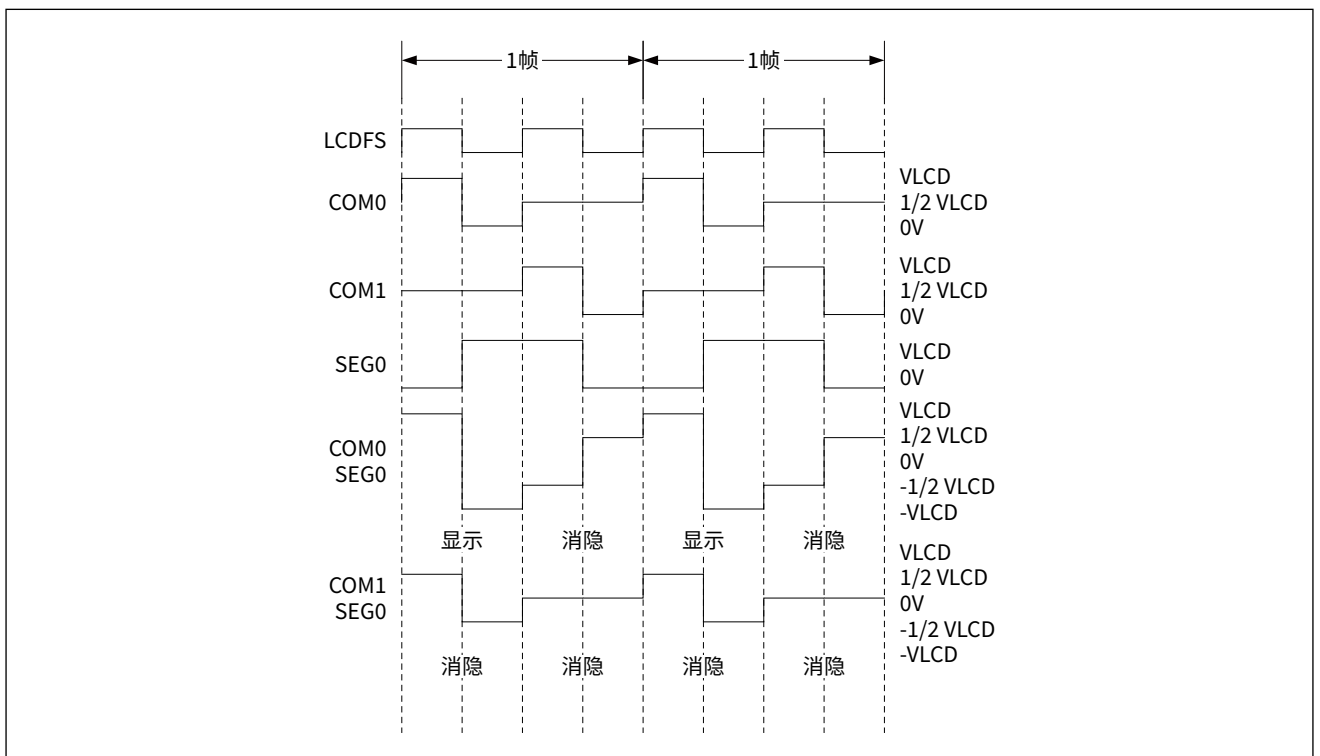 1帧 1帧
LCDFS
COM0
VLCD
1/2 VLCD
0V
COM1
VLCD
1/2 VLCD
0V
SEG0
VLCD
0V
COM0
SEG0
VLCD
1/2 VLCD
0V
-1/2 VLCD
-VLCD
显示 消隐 显示 消隐
COM1
SEG0
VLCD
1/2 VLCD
0V
-1/2 VLCD
-VLCD
消隐 消隐 消隐 消隐